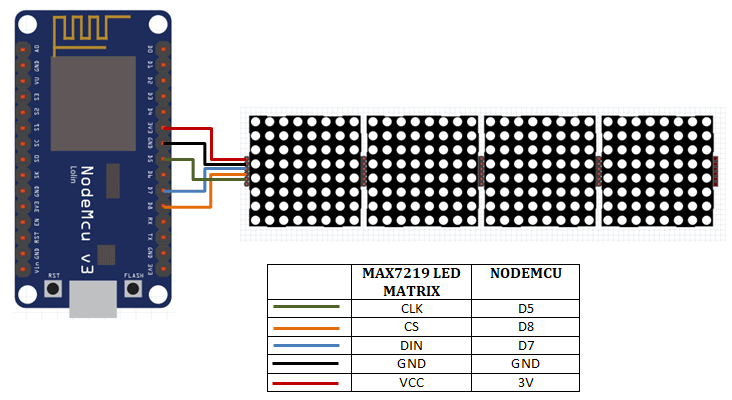 A0
GND
VU
S3
S2
S1
SC
S0
SK
GND
3V3
EN
RST
GND
Vin
D0
D1
D2
D3
D4
3V3
GND
D5
D6
D7
D8
RX
TX
GND
3V3
NodeMcu v3
Lolin
RST
FLASH
MAX7219 LED NODEMCU
MATRIX
CLK D5
CS D8
DIN D7
GND GND
VCC 3V